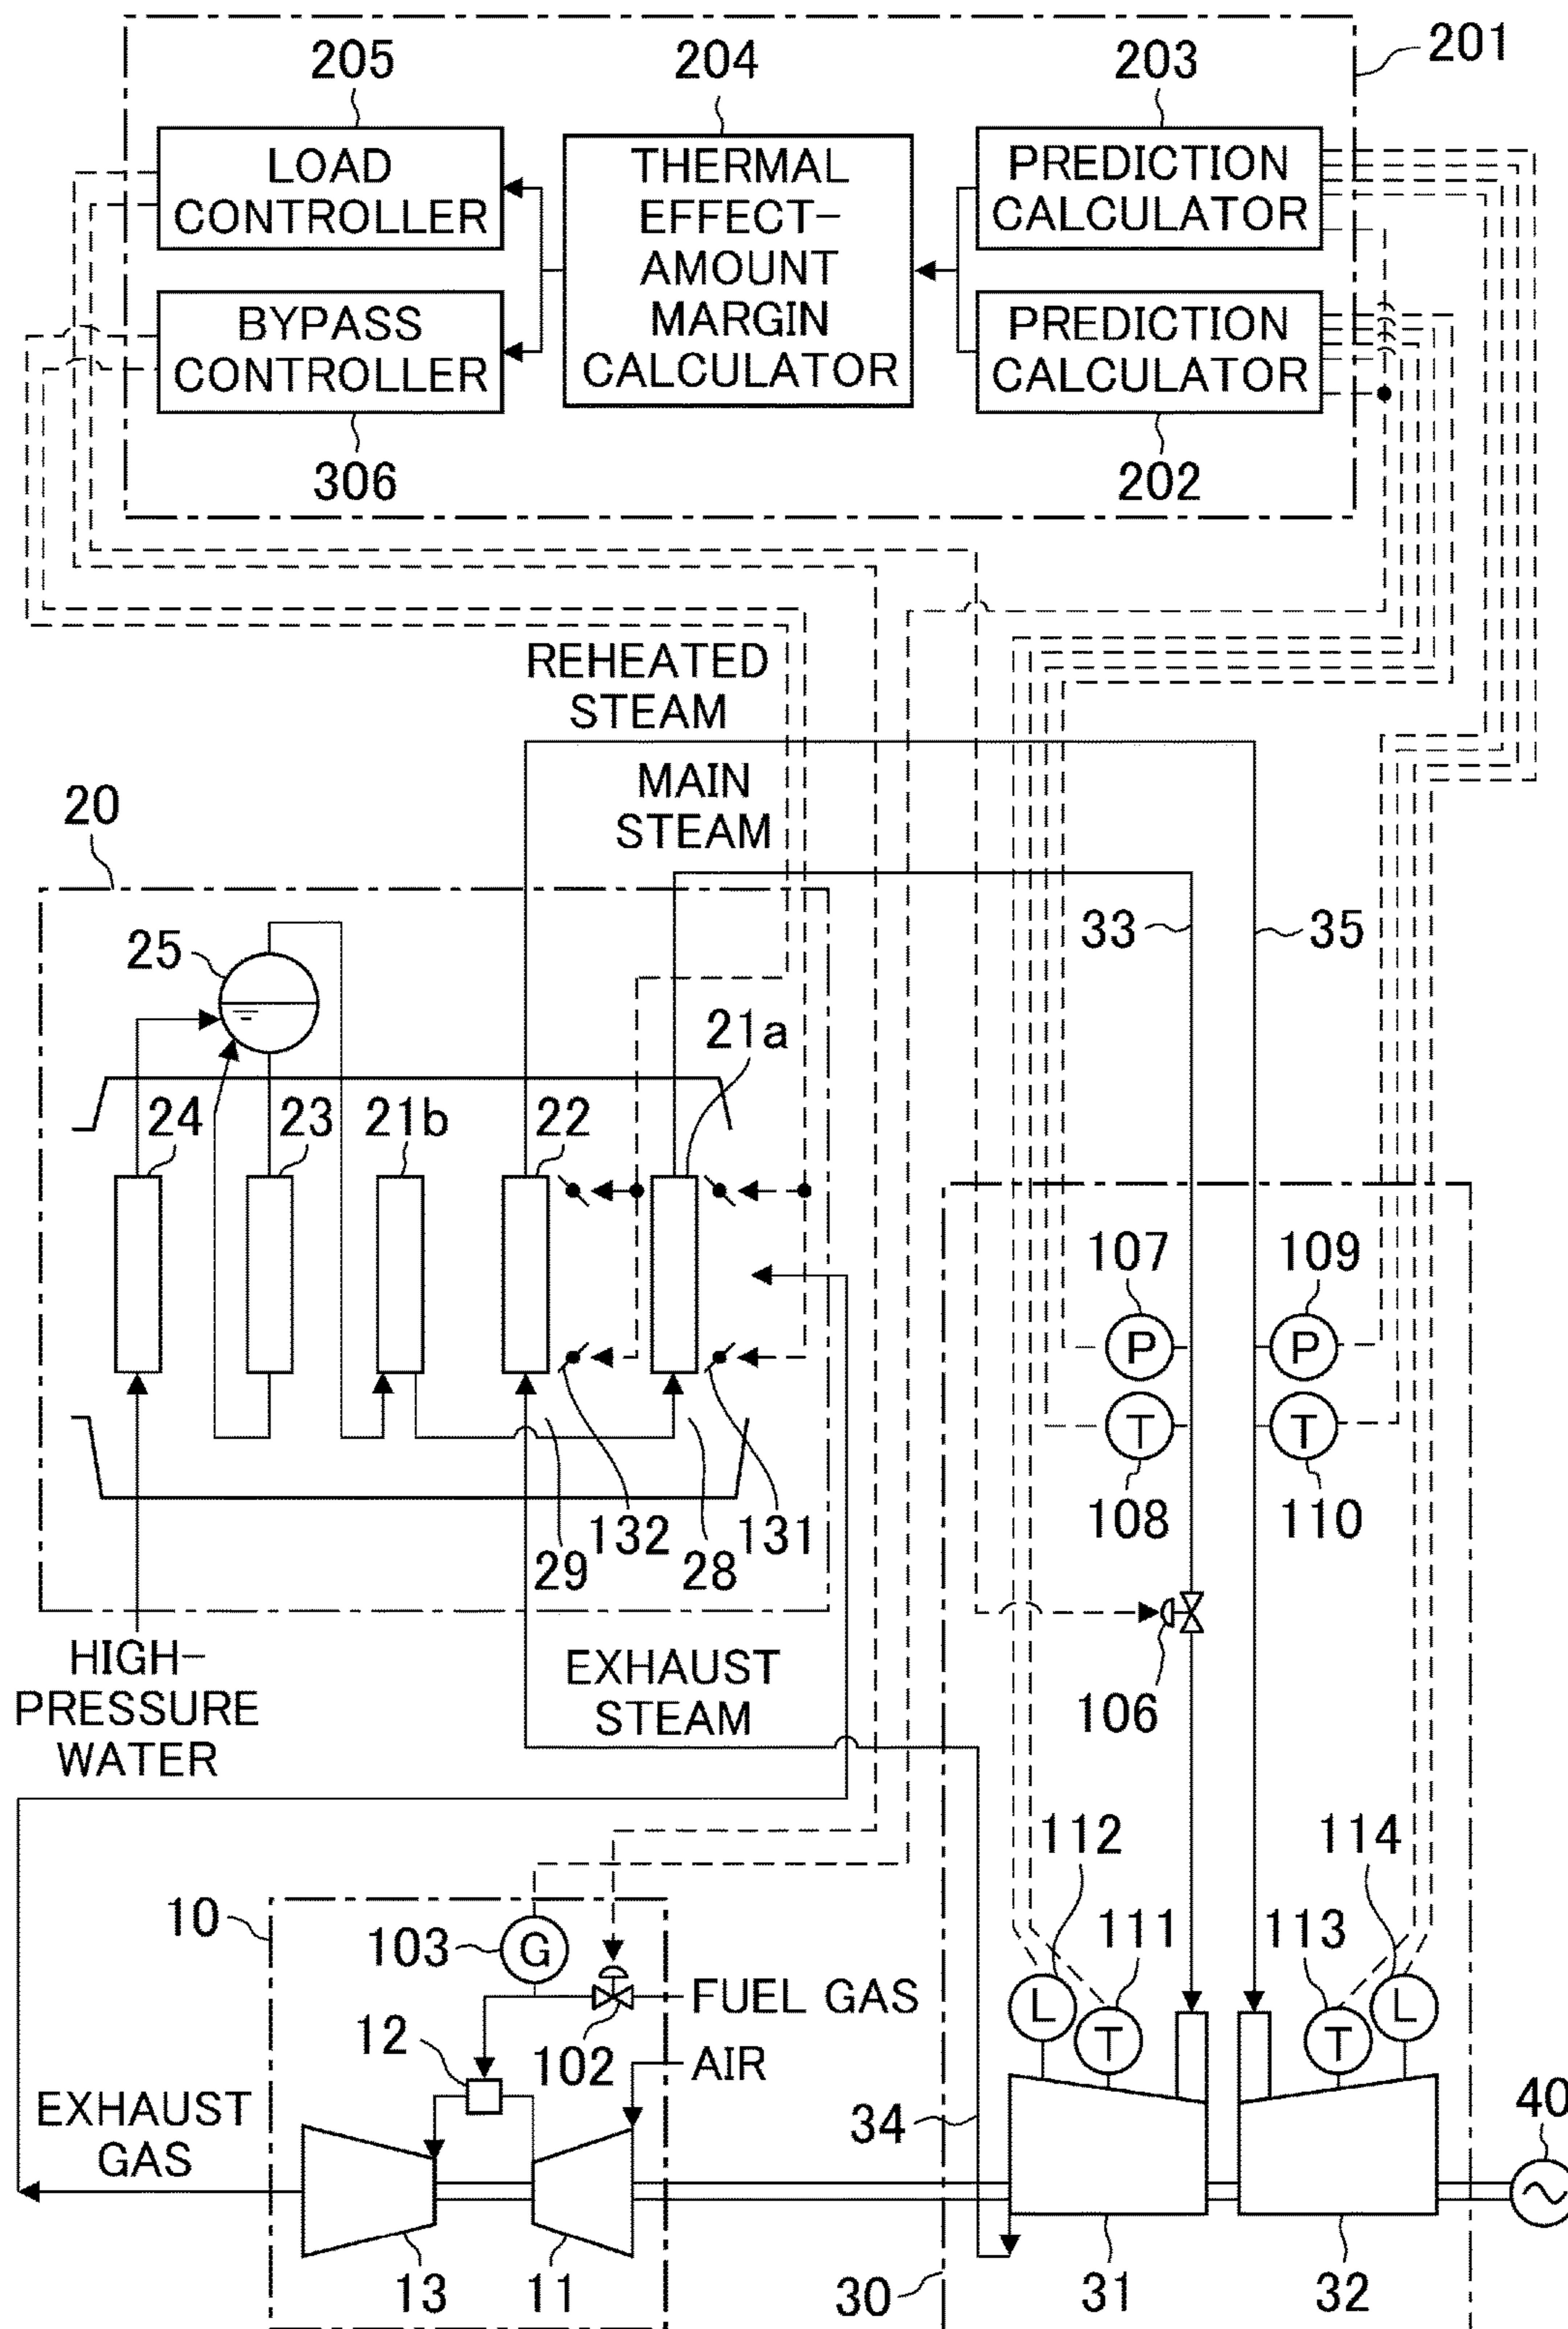 205
204
203
201
LOAD
CONTROLLER
THERMAL
EFFECT-
AMOUNT
MARGIN
CALCULATOR
PREDICTION
CALCULATOR
BYPASS
CONTROLLER
PREDICTION
CALCULATOR
306
202
REHEATED
STEAM
MAIN
STEAM
20
33
35
25
21a
24
23
21b
22
107
109
P
P
T
T
108
110
29
132
28
131
HIGH-
PRESSURE
WATER
EXHAUST
STEAM
106
112
114
10
103
G
111
113
L
T
T
L
FUEL GAS
12
102
AIR
EXHAUST
GAS
34
40
13
11
30
31
32